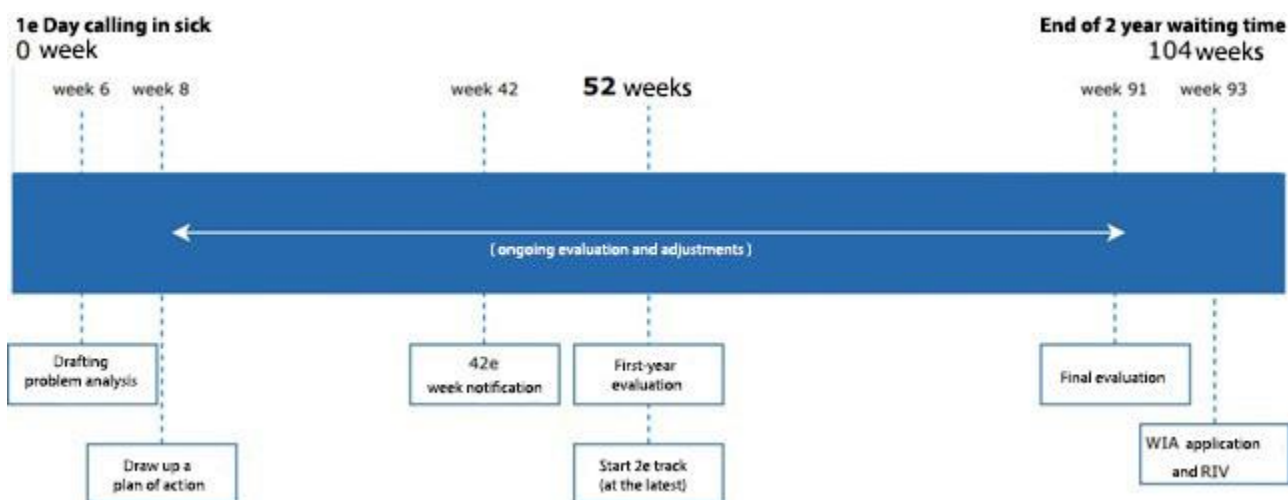 1e Day calling in sick
0 week
End of 2 year waiting time
104 weeks
week 6
week 8
week 42
52 weeks
week 91
week 93
( ongoing evaluation and adjustments )
Drafting
problem analysis
42e
week notification
First-year
evaluation
Final evaluation
Draw up a
plan of action
Start 2e track
(at the latest)
WIA application
and RIV